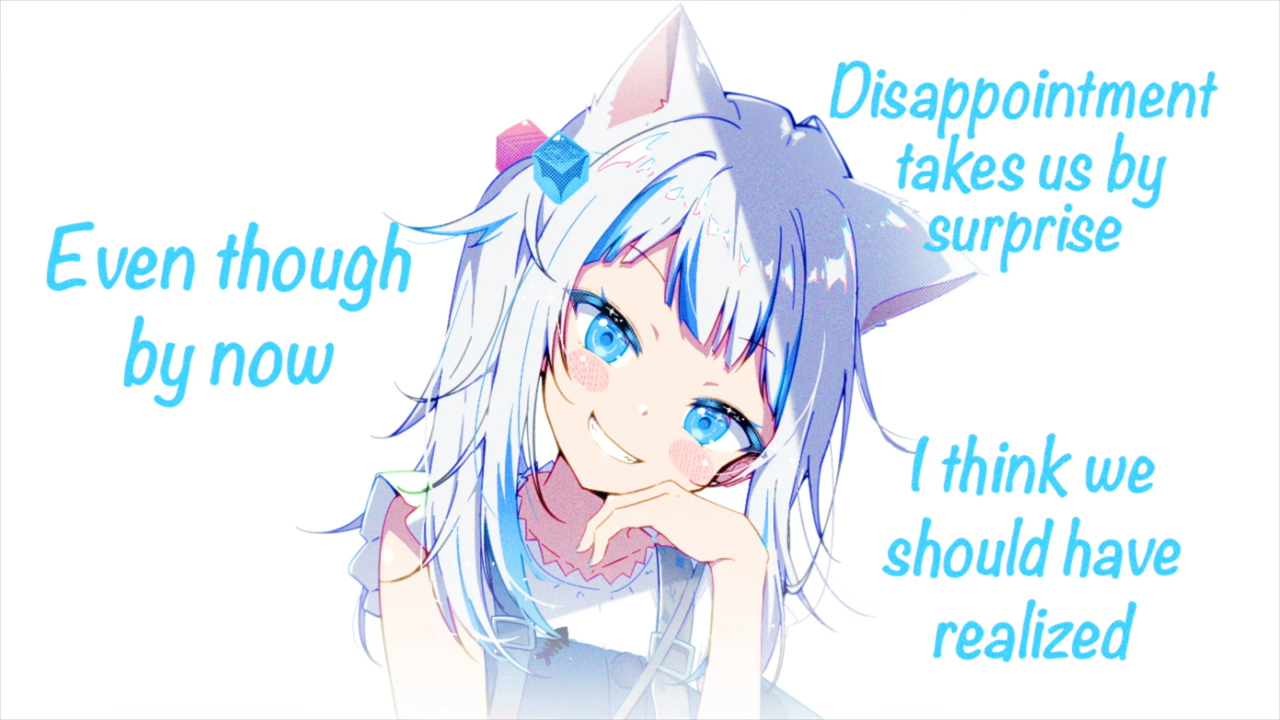 Disappointment
takes us by
surprise
Even though
by now
I think we
should have
realized